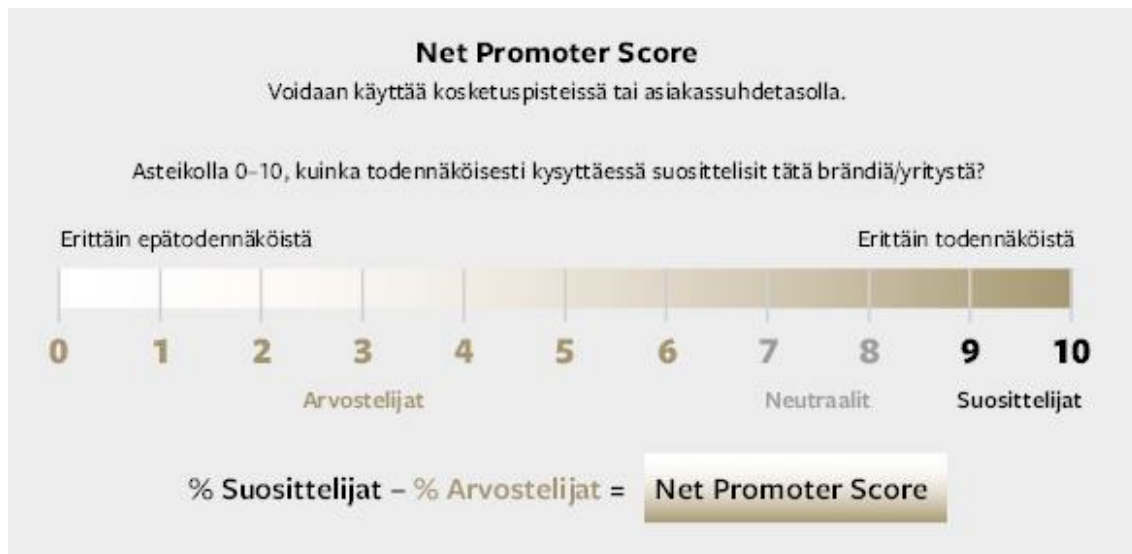 Net Promoter Score
Voidaan käyttää kosketuspisteissä tai asiakassuhdetasolla.
Asteikolla 0–10, kuinka todennäköisesti kysyttäessä suosittelisit tätä brändiä/yritystä?
Erittäin epätodennäköistä Erittäin todennäköistä
0 1 2 3 4 5 6 7 8 9 10
Arvostelijat Neutraalit Suosittelijat
% Suosittelijat – % Arvostelijat = Net Promoter Score